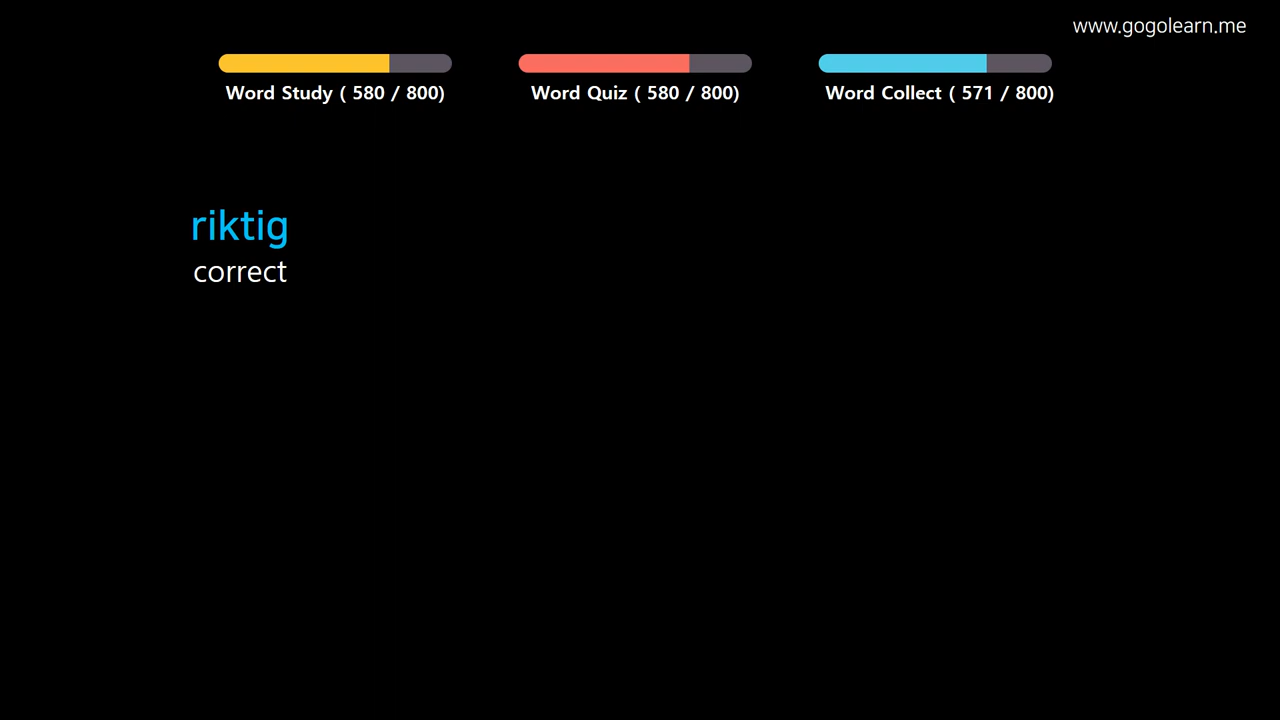 www.gogolearn.me
Word Study ( 580 / 800)
Word Quiz ( 580 / 800)
Word Collect ( 571 / 800)
riktig
correct